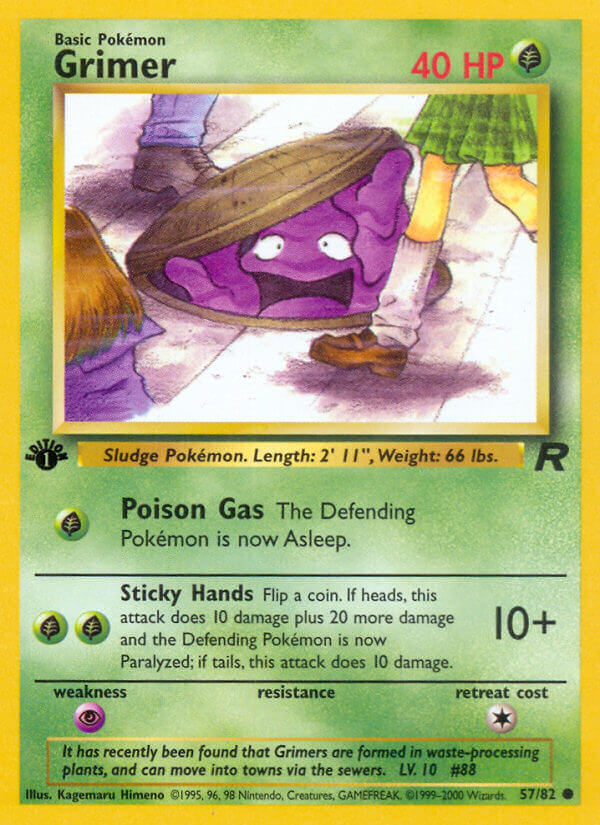 Basic Pokémon
Grimer
40 HP
EDITION
1
Sludge Pokémon. Length: 2' 11", Weight: 66 lbs.
R
Poison Gas The Defending
Pokémon is now Asleep.
Sticky Hands Flip a coin. If heads, this
attack does 10 damage plus 20 more damage
and the Defending Pokémon is now
Paralyzed; if tails, this attack does 10 damage.
10+
weakness
resistance
retreat cost
It has recently been found that Grimers are formed in waste-processing
plants, and can move into towns via the sewers. LV. 10 #88
Illus. Kagemaru Himeno ©1995, 96, 98 Nintendo, Creatures, GAMEFREAK. ©1999-2000 Wizards. 57/82